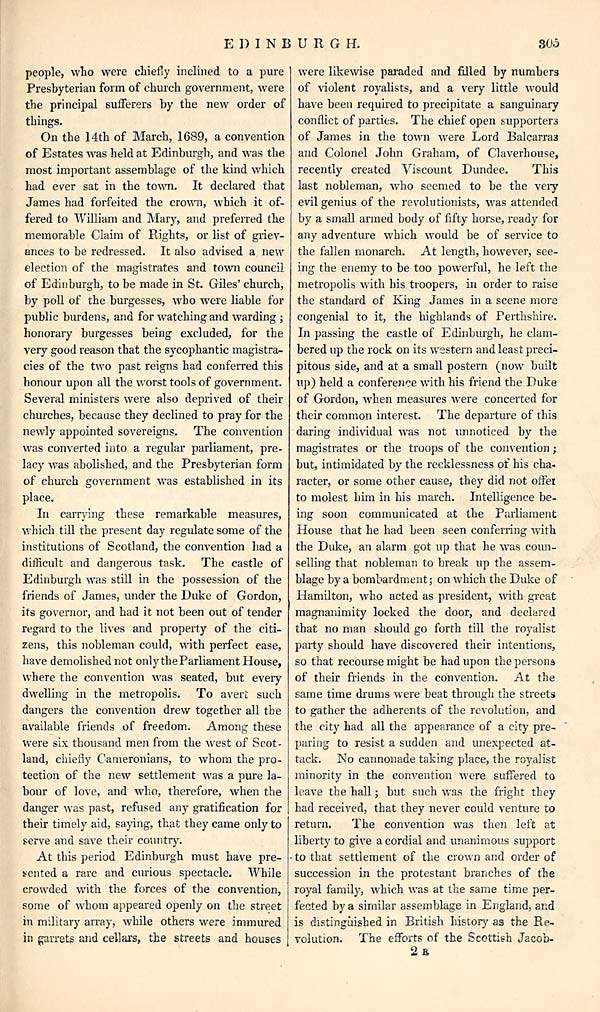 EDINBURGH. 305
people, who were chiefly inclined to a pure
Presbyterian form of church government, were
the principal sufferers by the new order of
things.
On the 14th of March, 1689, a convention
of Estates was held at Edinburgh, and was the
most important assemblage of the kind which
had ever sat in the town. It declared that
James had forfeited the crown, which it of-
fered to William and Mary, and preferred the
memorable Claim of Rights, or list of griev-
ances to be redressed. It also advised a new
election of the magistrates and town council
of Edinburgh, to be made in St. Giles' church,
by poll of the burgesses, who were liable for
public burdens, and for watching and warding;
honorary burgesses being excluded, for the
very good reason that the sycophantic magistra-
cies of the two past reigns had conferred this
honour upon all the worst tools of government.
Several ministers were also deprived of their
churches, because they declined to pray for the
newly appointed sovereigns. The convention
was converted into a regular parliament, pre-
lacy was abolished, and the Presbyterian form
of church government was established in its
place.
In carrying these remarkable measures,
which till the present day regulate some of the
institutions of Scotland, the convention had a
difficult and dangerous task. The castle of
Edinburgh was still in the possession of the
friends of James, under the Duke of Gordon,
its governor, and had it not been out of tender
regard to the lives and property of the citi-
zens, this nobleman could, with perfect ease,
have demolished not only the Parliament House,
where the convention was seated, but every
dwelling in the metropolis. To avert such
dangers the convention drew together all the
available friends of freedom. Among these
were six thousand men from the west of Scot-
land, chiefly Cameronians, to whom the pro-
tection of the new settlement was a pure la-
bour of love, and who, therefore, when the
danger was past, refused any gratification for
their timely aid, saying, that they came only to
serve and save their country.
At this period Edinburgh must have pre-
sented a rare and curious spectacle. While
crowded with the forces of the convention,
some of whom appeared openly on the street
in military array, while others were immured
in garrets and cellars, the streets and houses
were likewise paraded and filled by numbers
of violent royalists, and a very little would
have been required to precipitate a sanguinary
conflict of parties. The chief open supporters
of James in the town were Lord Balcarras
and Colonel John Graham, of Claverhouse,
recently created Viscount Dundee. This
last nobleman, who seemed to be the very
evil genius of the revolutionists, was attended
by a small armed body of fifty horse, ready for
any adventure which would be of service to
the fallen monarch. At length, however, see-
ing the enemy to be too powerful, he left the
metropolis with his troopers, in order to raise
the standard of King James in a scene more
congenial to it, the highlands of Perthshire.
In passing the castle of Edinburgh, he clam-
bered up the rock on its western and least preci-
pitous side, and at a small postern (now built
up) held a conference with his friend the Duke
of Gordon, when measures were concerted for
their common interest. The departure of this
daring individual was not unnoticed by the
magistrates or the troops of the convention;
but, intimidated by the recklessness of his cha-
racter, or some other cause, they did not offer
to molest him in his march. Intelligence be-
ing soon communicated at the Parliament
House that he had been seen conferring with
the Duke, an alarm got up that he was coun-
selling that nobleman to break up the assem-
blage by a bombardment; on which the Duke of
Hamilton, who acted as president, with great
magnanimity locked the door, and declared
that no man should go forth till the royalist
party should have discovered their intentions,
so that recourse might be had upon the persons
of their friends in the convention. At the
same time drums were beat through the streets
to gather the adherents of the revolution, and
the city had all the appearance of a city pre-
paring to resist a sudden and unexpected at-
tack. No cannonade taking place, the royalist
minority in the convention were suffered to
leave the hall; but such was the fright they
had received, that they never could venture to
return. The convention was then left at
liberty to give a cordial and unanimous support
to that settlement of the crown and order of
succession in the protestant branches of the
royal family, which was at the same time per-
fected by a similar assemblage in England, and
is distinguished in British history as the Re-
volution. The efforts of the Scottish Jacob-
2 R